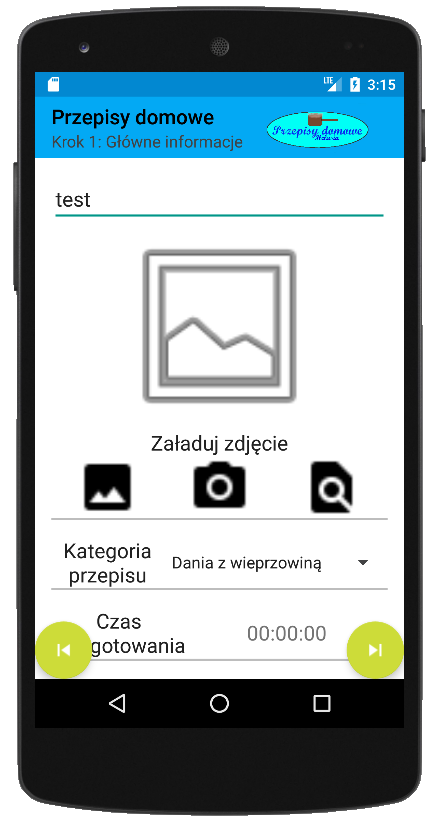 LTE 3:15
Przepisy domowe
Krok 1: Główne informacje
Przepisy domowe
test
Załaduj zdjęcie
Kategoria
przepisu
Dania z wieprzowiną
Czas
gotowania
00:00:00